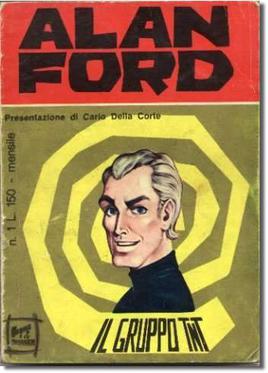 ALAN
FORD
Presentazione di Carlo Della Corte
n. 1 L. 150 - mensile
IL GRUPPO TNT